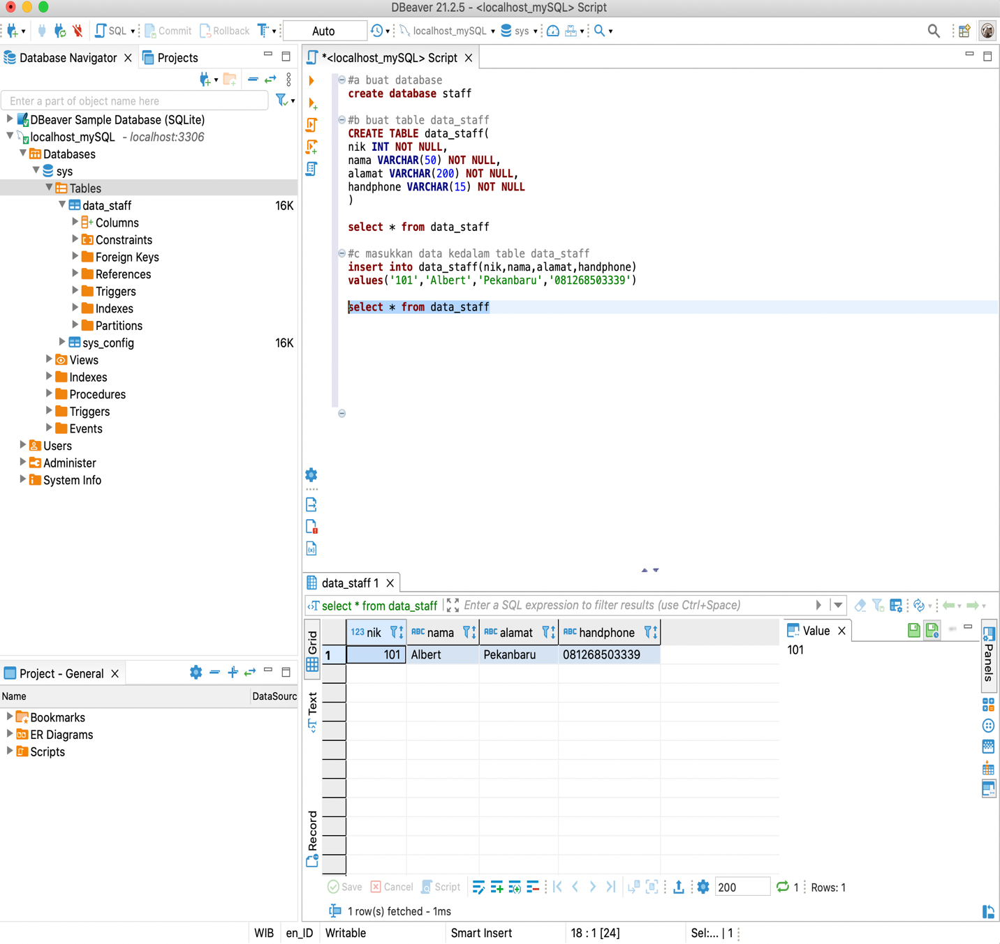 DBeaver 21.2.5 - <localhost_mySQL> Script
SQL Commit Rollback Auto localhost_mySQL sys
Database Navigator Projects
Enter a part of object name here
DBeaver Sample Database (SQLite)
localhost_mySQL - localhost:3306
Databases
sys
Tables
data_staff 16K
Columns
Constraints
Foreign Keys
References
Triggers
Indexes
Partitions
sys_config 16K
Views
Indexes
Procedures
Triggers
Events
Users
Administer
System Info
Project - General
Name DataSourc
Bookmarks
ER Diagrams
Scripts
*<localhost_mySQL> Script
#a buat database
create database staff
#b buat table data_staff
CREATE TABLE data_staff(
nik INT NOT NULL,
nama VARCHAR(50) NOT NULL,
alamat VARCHAR(200) NOT NULL,
handphone VARCHAR(15) NOT NULL
)
select * from data_staff
#c masukkan data kedalam table data_staff
insert into data_staff(nik,nama,alamat,handphone)
values('101','Albert','Pekanbaru','081268503339')
select * from data_staff
data_staff 1
select * from data_staff Enter a SQL expression to filter results (use Ctrl+Space)
Grid
Text
Record
123 nik ABC nama ABC alamat ABC handphone
1 101 Albert Pekanbaru 081268503339
Value
101
Panels
Save Cancel Script 200 1 Rows: 1
1 row(s) fetched - 1ms
WIB en_ID Writable Smart Insert 18 : 1 [24] Sel:... | 1